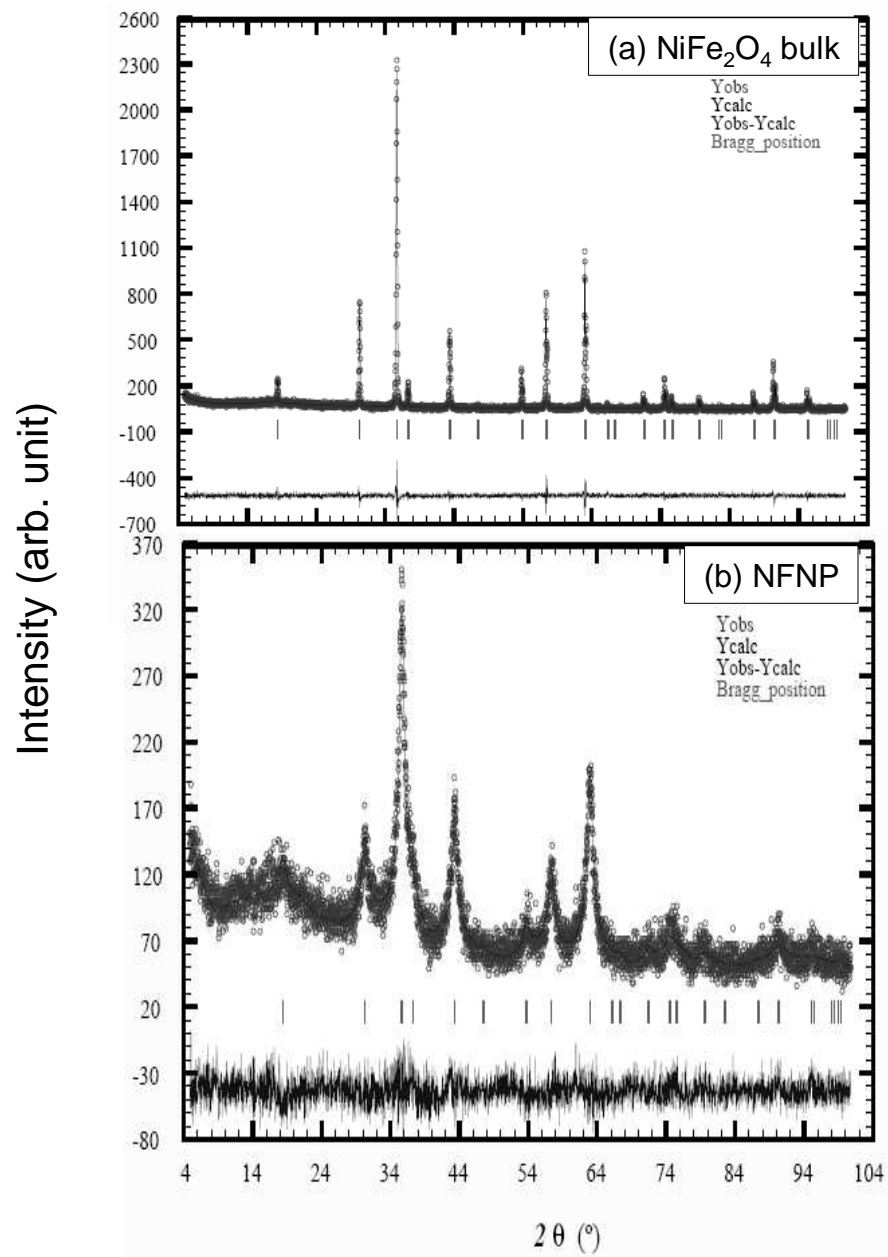 Intensity (arb. unit)
2600
2300
2000
1700
1400
1100
800
500
200
-100
-400
-700
(a) NiFe₂O₄ bulk
Yobs
Ycalc
Yobs-Ycalc
Bragg_position
370
320
270
220
170
120
70
20
-30
-80
(b) NFNP
Yobs
Ycalc
Yobs-Ycalc
Bragg_position
4 14 24 34 44 54 64 74 84 94 104
2 θ (°)